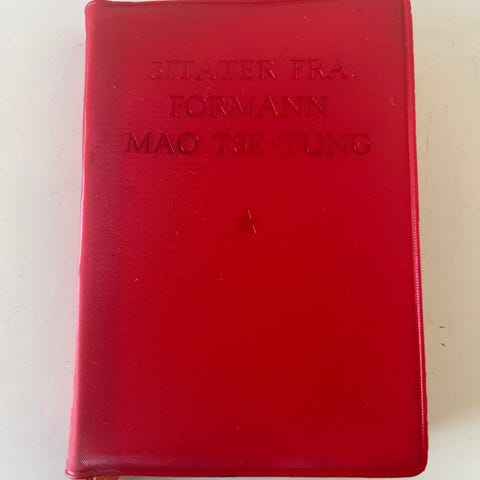 SITATER FRA
FORMANN
MAO TSE-TUNG